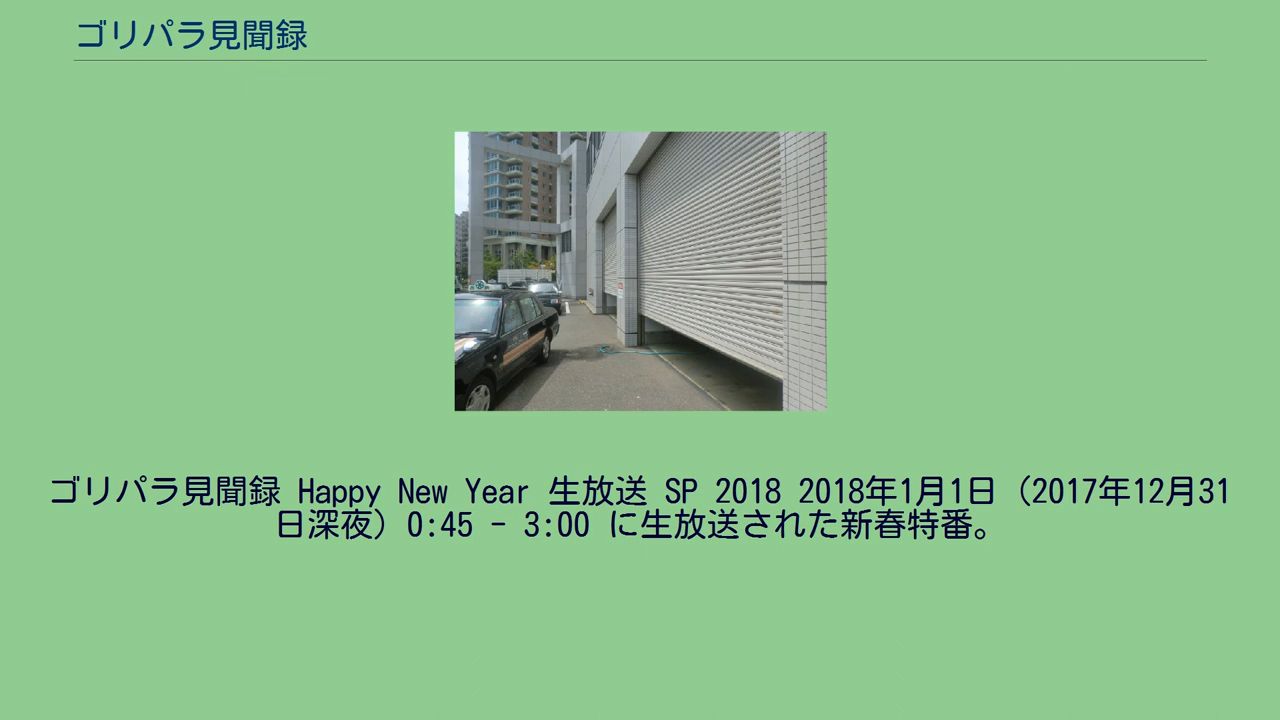 ゴリパラ見聞録
ゴリパラ見聞録 Happy New Year 生放送 SP 2018 2018年1月1日（2017年12月31
日深夜）0:45 - 3:00 に生放送された新春特番。